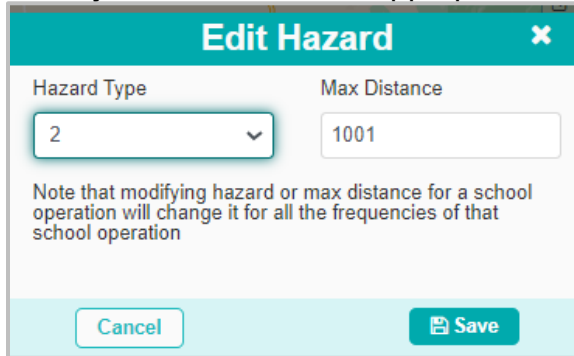 Edit Hazard
Hazard Type
Max Distance
2
1001
Note that modifying hazard or max distance for a school
operation will change it for all the frequencies of that
school operation
Cancel
Save